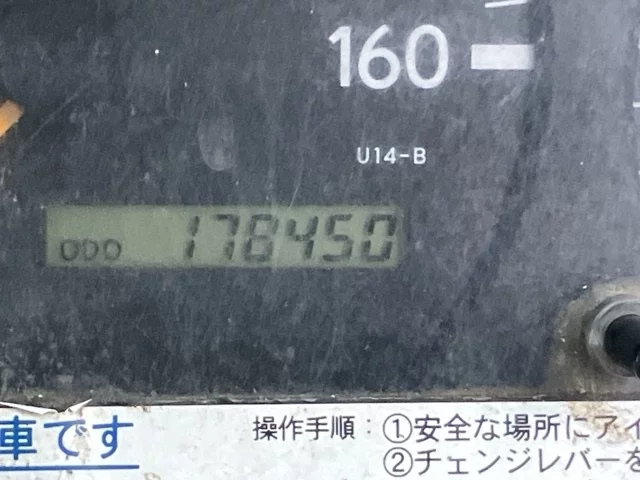 160
U14-B
ODO 178450
車です
操作手順：①安全な場所にアイ
②チェンジレバーを